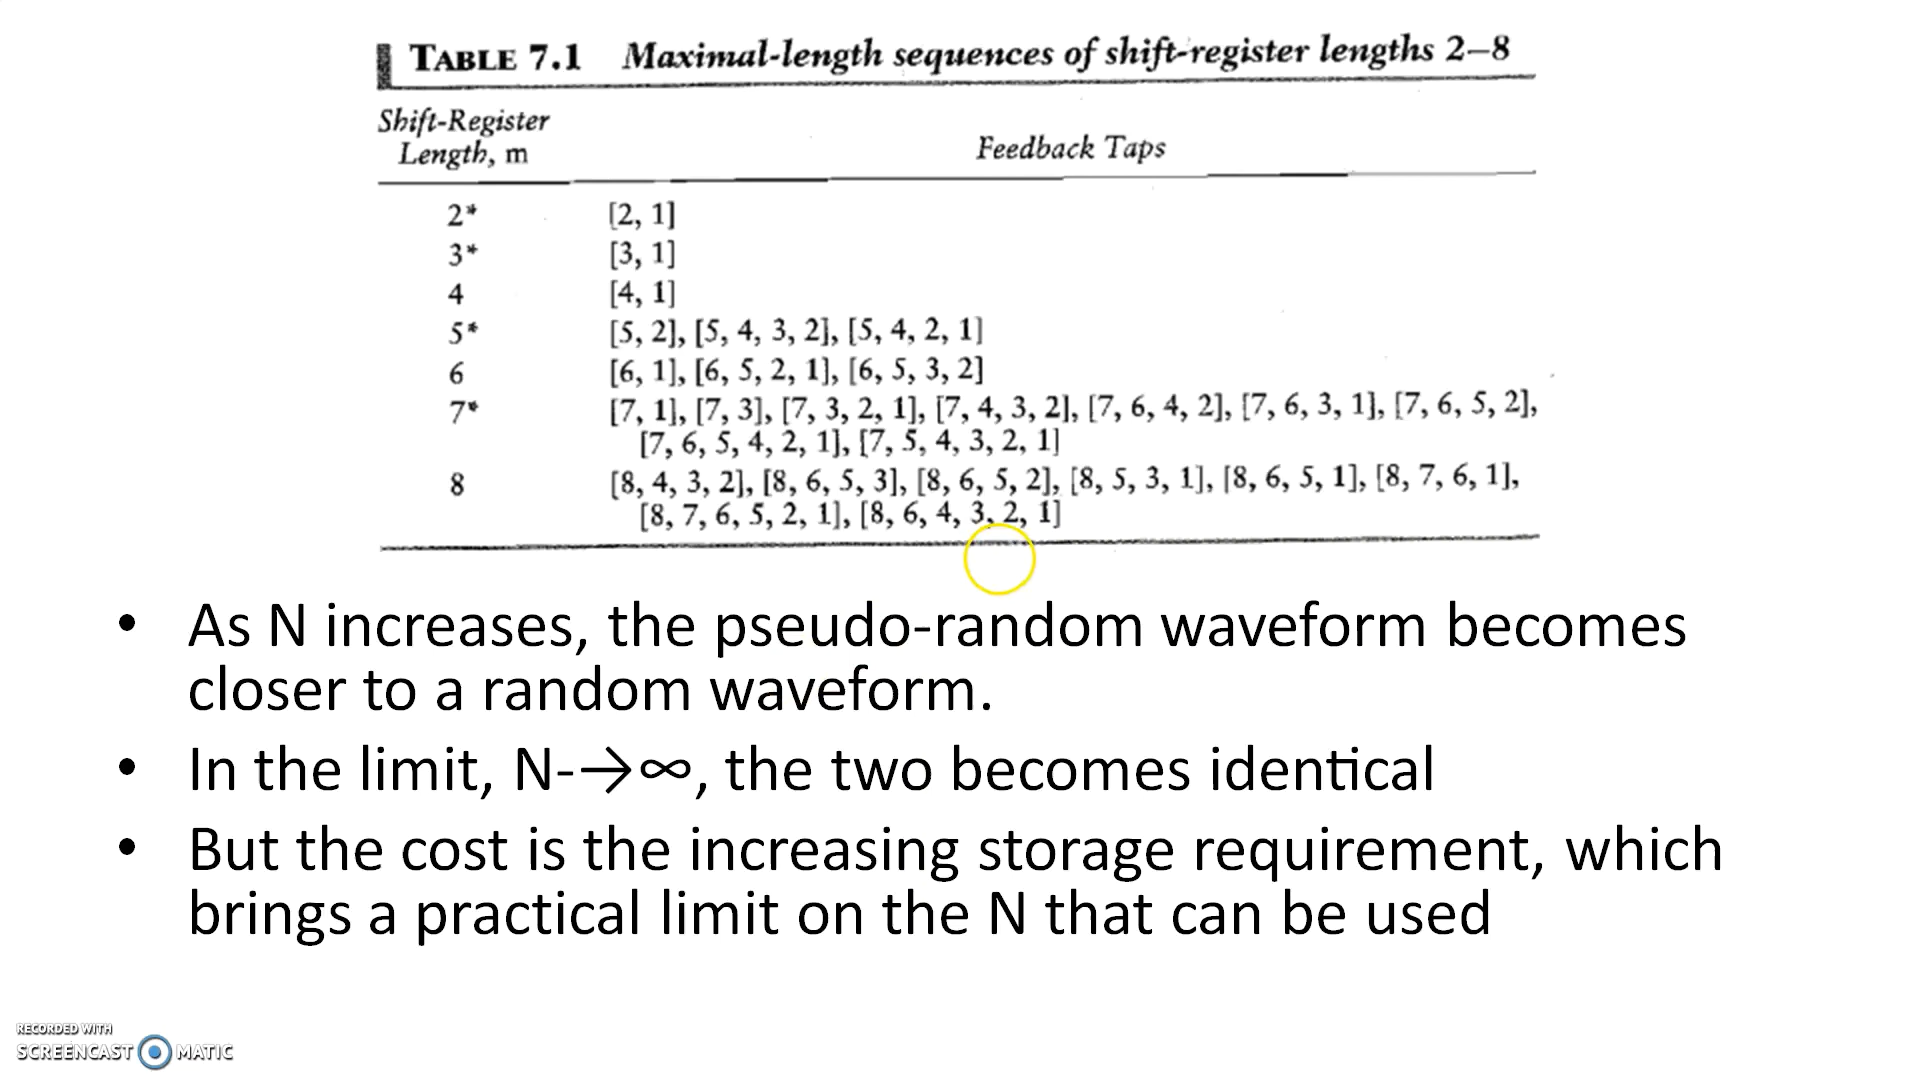 TABLE 7.1 Maximal-length sequences of shift-register lengths 2–8
Shift-Register
Length, m
Feedback Taps
2* [2, 1]
3* [3, 1]
4 [4, 1]
5* [5, 2], [5, 4, 3, 2], [5, 4, 2, 1]
6 [6, 1], [6, 5, 2, 1], [6, 5, 3, 2]
7* [7, 1], [7, 3], [7, 3, 2, 1], [7, 4, 3, 2], [7, 6, 4, 2], [7, 6, 3, 1], [7, 6, 5, 2],
[7, 6, 5, 4, 2, 1], [7, 5, 4, 3, 2, 1]
8 [8, 4, 3, 2], [8, 6, 5, 3], [8, 6, 5, 2], [8, 5, 3, 1], [8, 6, 5, 1], [8, 7, 6, 1],
[8, 7, 6, 5, 2, 1], [8, 6, 4, 3, 2, 1]
• As N increases, the pseudo-random waveform becomes
closer to a random waveform.
• In the limit, N-→∞, the two becomes identical
• But the cost is the increasing storage requirement, which
brings a practical limit on the N that can be used
RECORDED WITH
SCREENCAST MATIC